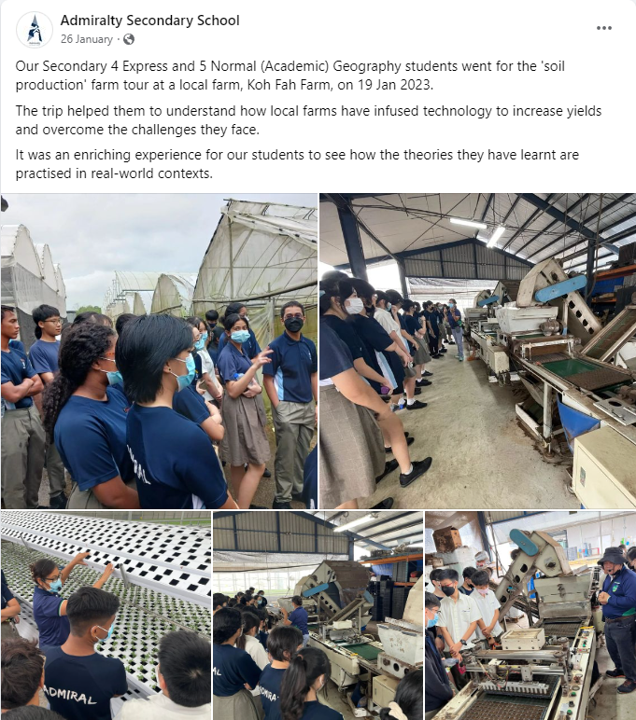 Admiralty Secondary School
26 January ·
Our Secondary 4 Express and 5 Normal (Academic) Geography students went for the 'soil
production' farm tour at a local farm, Koh Fah Farm, on 19 Jan 2023.
The trip helped them to understand how local farms have infused technology to increase yields
and overcome the challenges they face.
It was an enriching experience for our students to see how the theories they have learnt are
practised in real-world contexts.
ADMIRAL
ADMIRAL
ADMIRAL